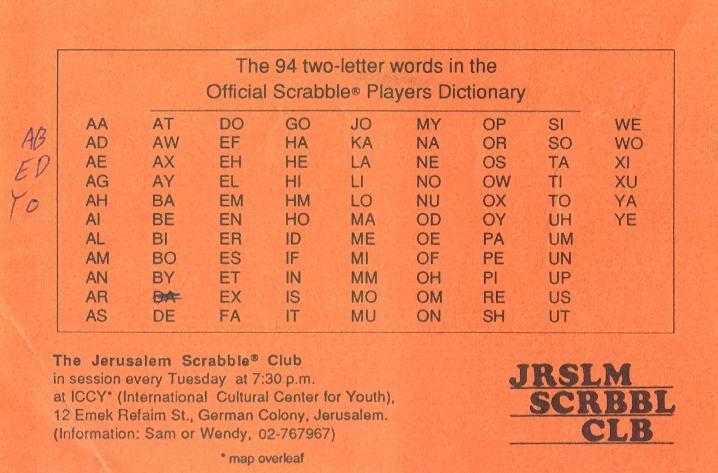 The 94 two-letter words in the
Official Scrabble® Players Dictionary
AA AT DO GO JO MY OP SI WE
AB AD AW EF HA KA NA OR SO WO
ED AE AX EH HE LA NE OS TA XI
AG AY EL HI LI NO OW TI XU
YO AH BA EM HM LO NU OX TO YA
AI BE EN HO MA OD OY UH YE
AL BI ER ID ME OE PA UM
AM BO ES IF MI OF PE UN
AN BY ET IN MM OH PI UP
AR DA EX IS MO OM RE US
AS DE FA IT MU ON SH UT
The Jerusalem Scrabble® Club
in session every Tuesday at 7:30 p.m.
at ICCY* (International Cultural Center for Youth),
12 Emek Refaim St., German Colony, Jerusalem.
(Information: Sam or Wendy, 02-767967)
* map overleaf
JRSLM
SCRBBL
CLB